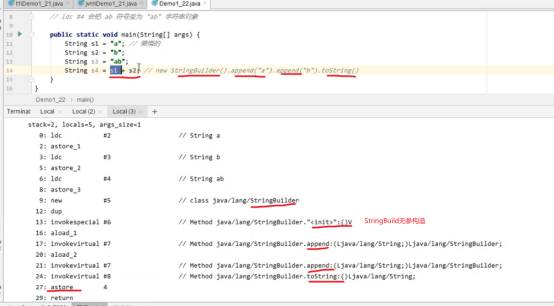 t1\Demo1_21.java
jvm\Demo1_21.java
Demo1_22.java
8 // ldc #4 会把 ab 符号变为 "ab" 字符串对象
9
10 public static void main(String[] args) {
11 String s1 = "a"; // 懒惰的
12 String s2 = "b";
13 String s3 = "ab";
14 String s4 = s1 + s2; // new StringBuilder().append("a").append("b").toString()
15 }
16 }
Demo1_22 › main()
Terminal: Local × Local (2) × Local (3) × +
stack=2, locals=5, args_size=1
0: ldc #2 // String a
2: astore_1
3: ldc #3 // String b
5: astore_2
6: ldc #4 // String ab
8: astore_3
9: new #5 // class java/lang/StringBuilder
12: dup
13: invokespecial #6 // Method java/lang/StringBuilder."<init>":()V StringBuild无参构造
16: aload_1
17: invokevirtual #7 // Method java/lang/StringBuilder.append:(Ljava/lang/String;)Ljava/lang/StringBuilder;
20: aload_2
21: invokevirtual #7 // Method java/lang/StringBuilder.append:(Ljava/lang/String;)Ljava/lang/StringBuilder;
24: invokevirtual #8 // Method java/lang/StringBuilder.toString:()Ljava/lang/String;
27: astore 4
29: return